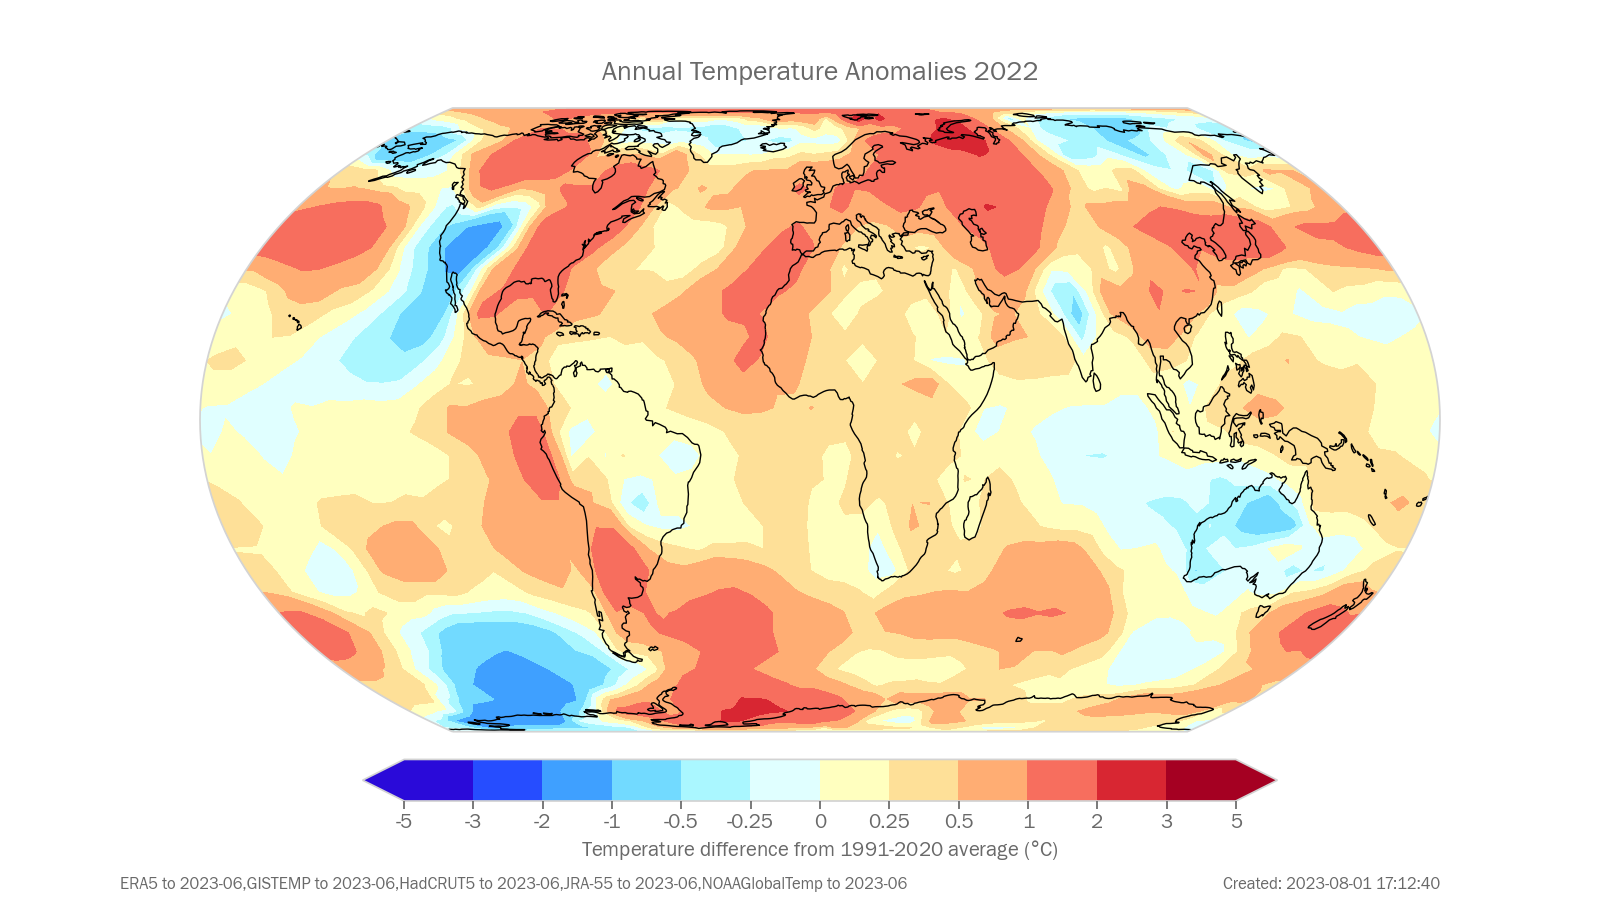 Annual Temperature Anomalies 2022
-5 -3 -2 -1 -0.5 -0.25 0 0.25 0.5 1 2 3 5
Temperature difference from 1991-2020 average (°C)
ERA5 to 2023-06,GISTEMP to 2023-06,HadCRUT5 to 2023-06,JRA-55 to 2023-06,NOAAGlobalTemp to 2023-06 Created: 2023-08-01 17:12:40